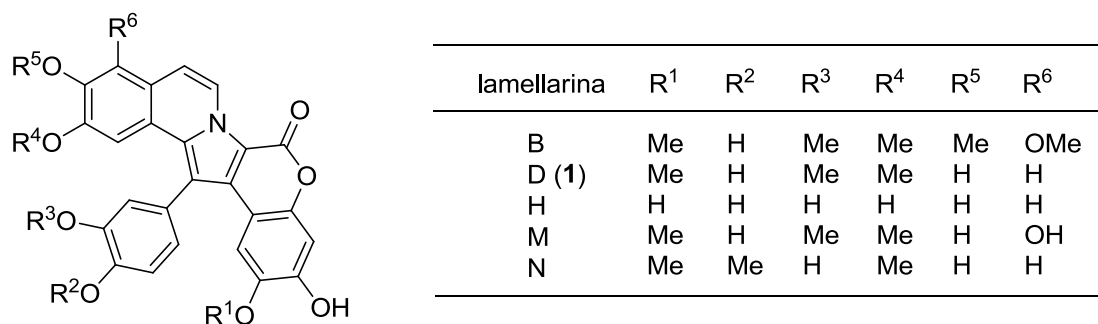 R⁶
R⁵O
R⁴O
N
O
O
R³O
R²O
R¹O
OH
lamellarina R¹ R² R³ R⁴ R⁵ R⁶
B Me H Me Me Me OMe
D (1) Me H Me Me H H
H H H H H H H
M Me H Me Me H OH
N Me Me H Me H H